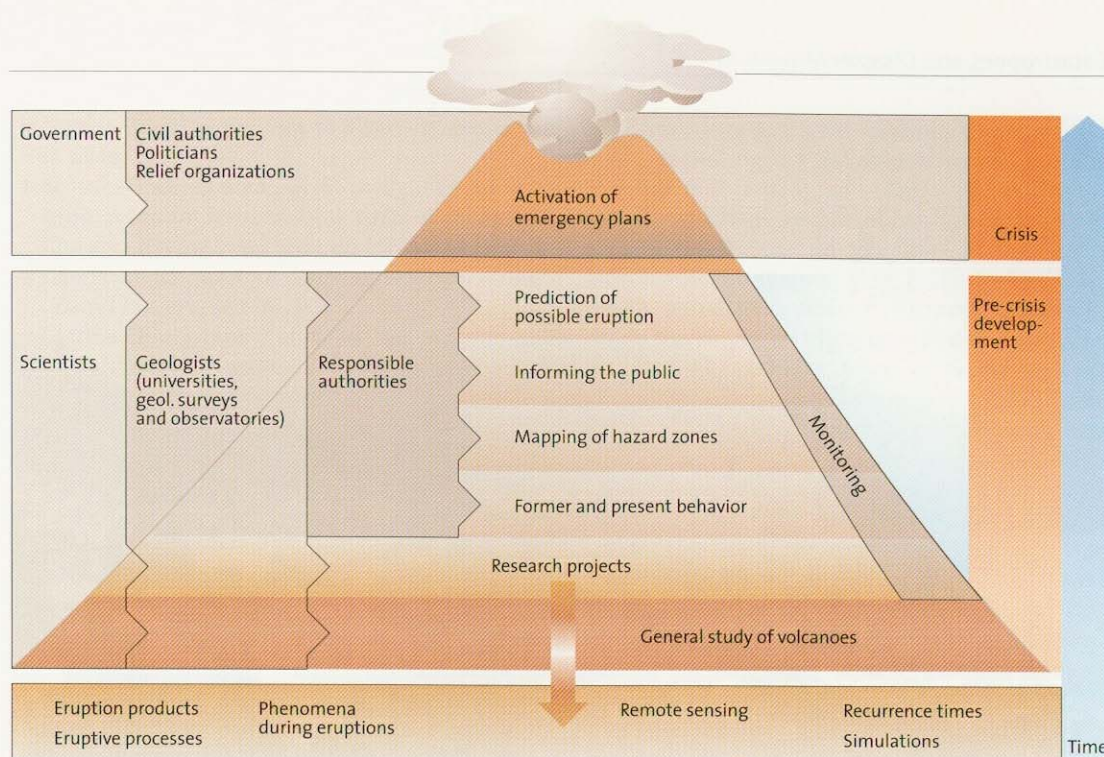 Government
Civil authorities
Politicians
Relief organizations
Activation of
emergency plans
Crisis
Scientists
Geologists
(universities,
geol. surveys
and observatories)
Responsible
authorities
Prediction of
possible eruption
Informing the public
Mapping of hazard zones
Former and present behavior
Monitoring
Pre-crisis
develop-
ment
Research projects
General study of volcanoes
Eruption products
Eruptive processes
Phenomena
during eruptions
Remote sensing
Recurrence times
Simulations
Time